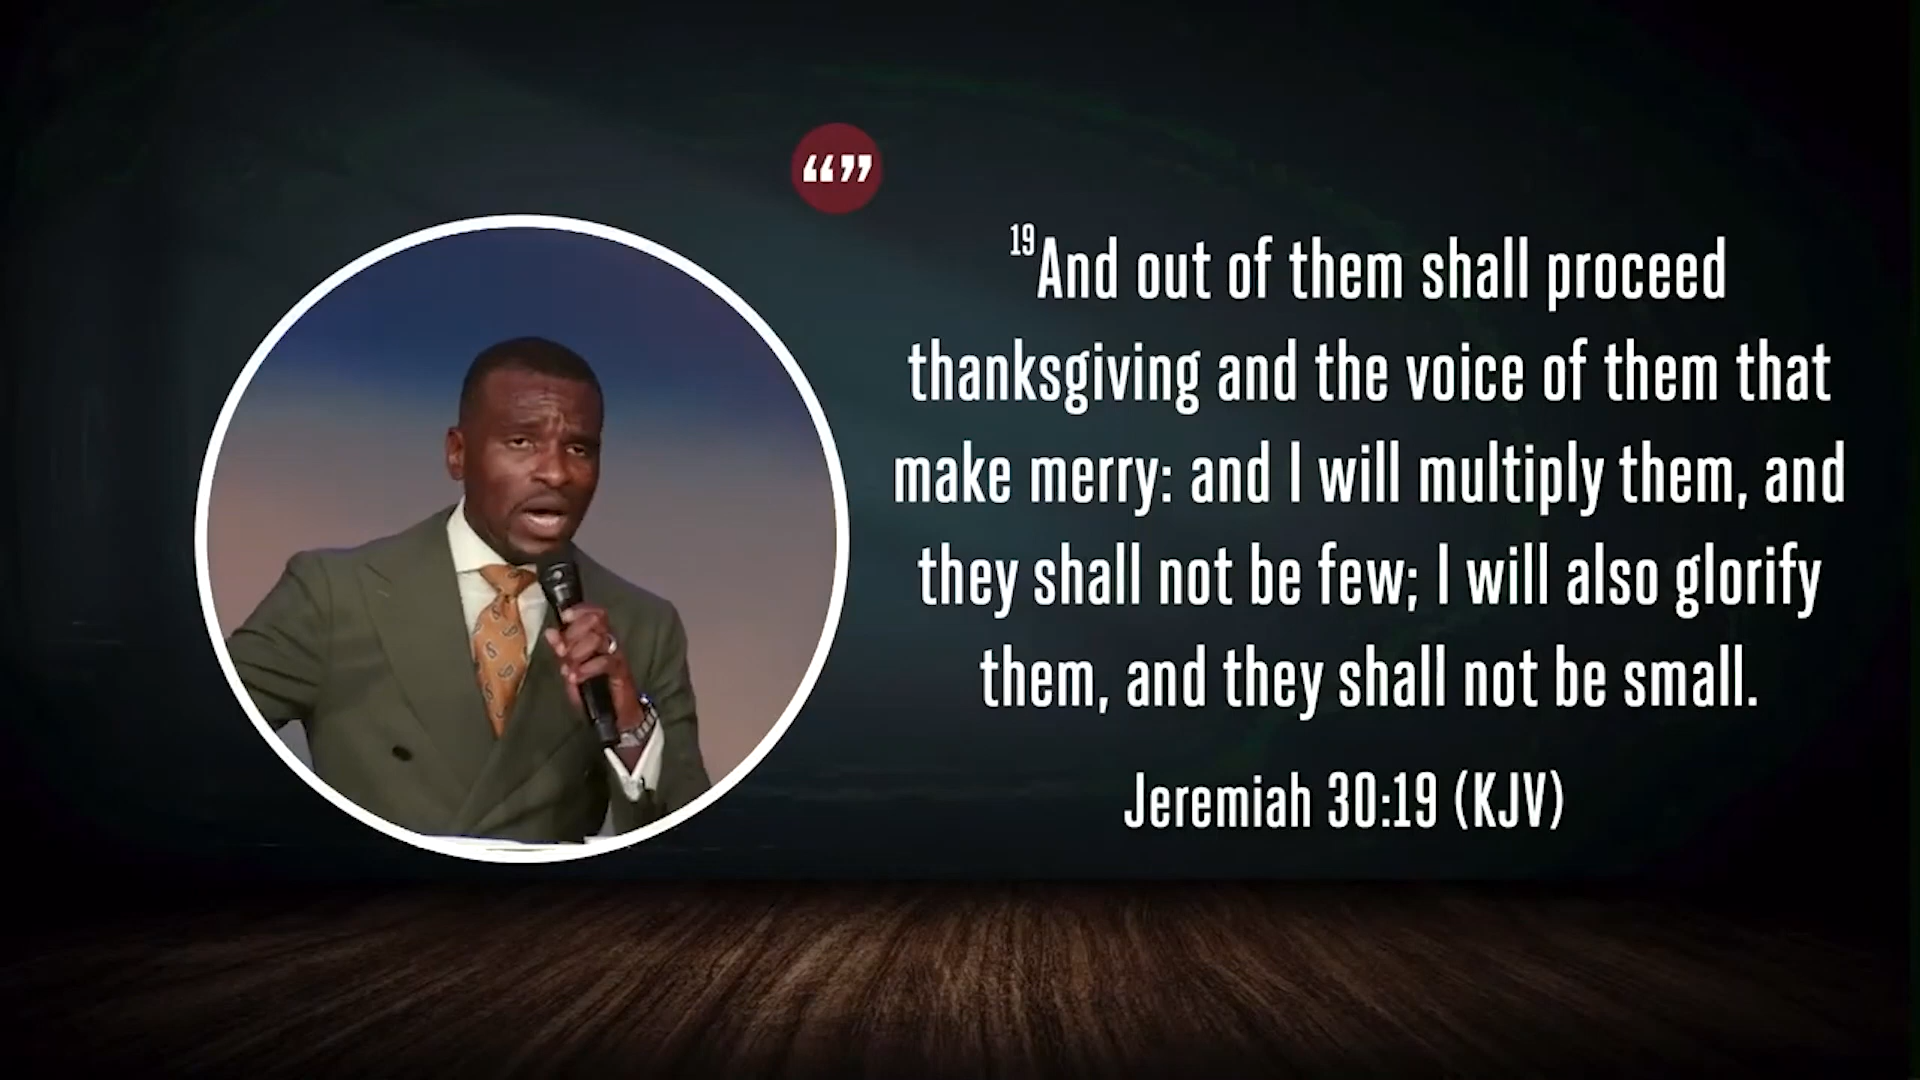 “”
19And out of them shall proceed
thanksgiving and the voice of them that
make merry: and I will multiply them, and
they shall not be few; I will also glorify
them, and they shall not be small.
Jeremiah 30:19 (KJV)